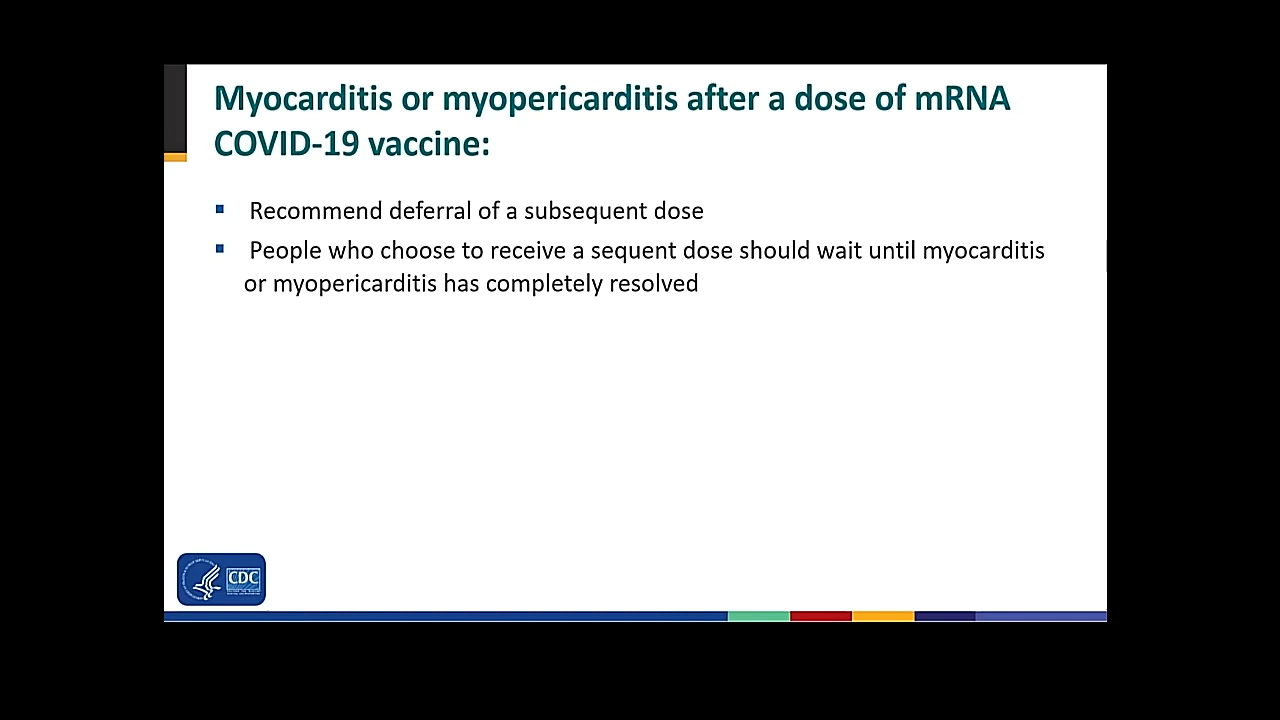 Myocarditis or myopericarditis after a dose of mRNA
COVID-19 vaccine:
▪ Recommend deferral of a subsequent dose
▪ People who choose to receive a sequent dose should wait until myocarditis
or myopericarditis has completely resolved
CDC